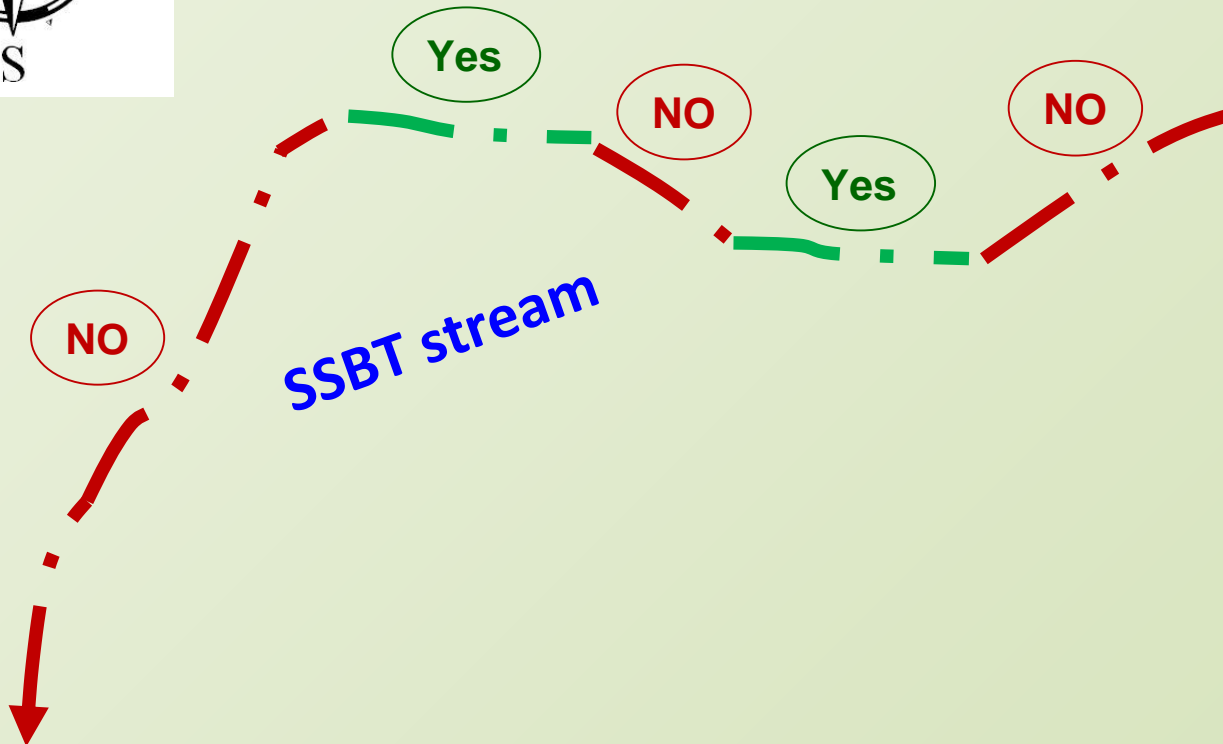 S
Yes
NO
NO
Yes
NO
SSBT stream